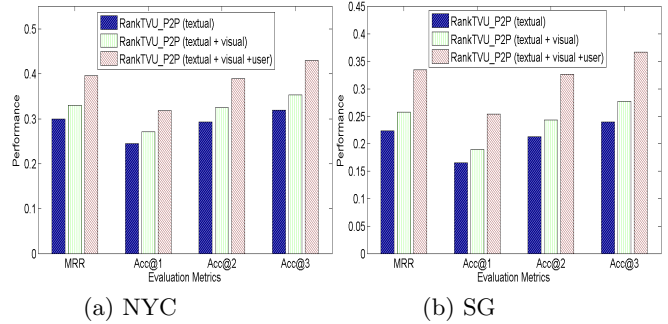 RankTVU_P2P (textual)
RankTVU_P2P (textual + visual)
RankTVU_P2P (textual + visual +user)
0.5
0.4
0.3
0.2
0.1
0
Performance
MRR Acc@1 Acc@2 Acc@3
Evaluation Metrics
(a) NYC
RankTVU_P2P (textual)
RankTVU_P2P (textual + visual)
RankTVU_P2P (textual + visual +user)
0.45
0.4
0.35
0.3
0.25
0.2
0.15
0.1
0.05
0
Performance
MRR Acc@1 Acc@2 Acc@3
Evaluation Metrics
(b) SG